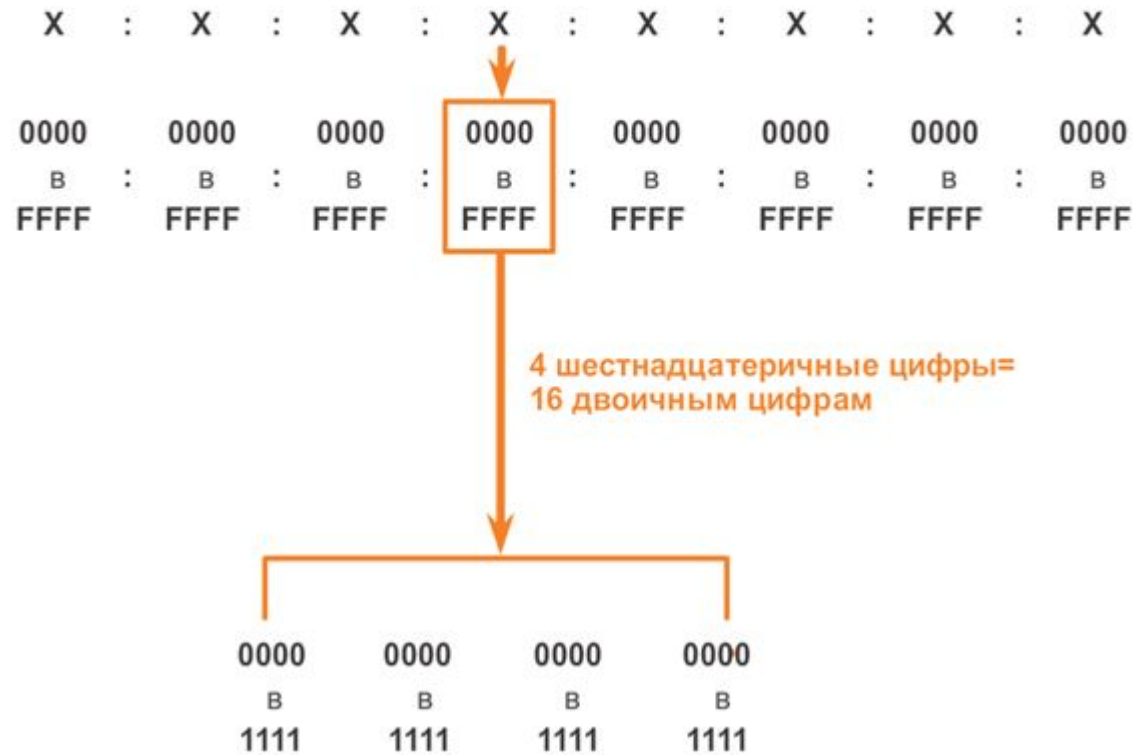 X : X : X : X : X : X : X : X
0000 0000 0000 0000 0000 0000 0000 0000
в : в : в : в : в : в : в : в
FFFF FFFF FFFF FFFF FFFF FFFF FFFF FFFF
4 шестнадцатеричные цифры=
16 двоичным цифрам
0000 0000 0000 0000
в в в в
1111 1111 1111 1111